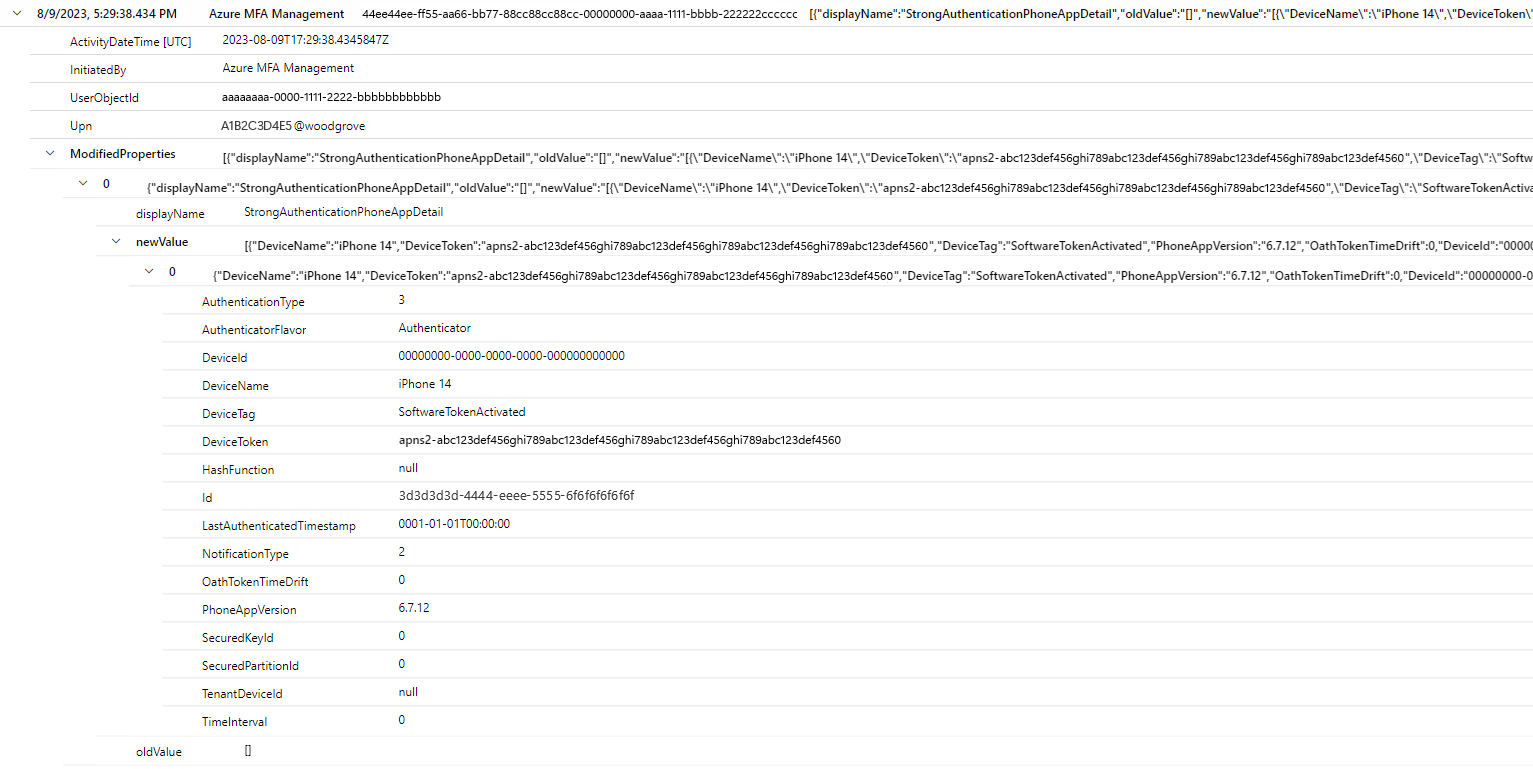 8/9/2023, 5:29:38.434 PM Azure MFA Management 44ee44ee-ff55-aa66-bb77-88cc88cc88cc-00000000-aaaa-1111-bbbb-222222cccccc [{"displayName":"StrongAuthenticationPhoneAppDetail","oldValue":"[]","newValue":"[{\"DeviceName\":\"iPhone 14\",\"DeviceToken\
ActivityDateTime [UTC] 2023-08-09T17:29:38.4345847Z
InitiatedBy Azure MFA Management
UserObjectId aaaaaaaa-0000-1111-2222-bbbbbbbbbbbb
Upn A1B2C3D4E5@woodgrove
ModifiedProperties [{"displayName":"StrongAuthenticationPhoneAppDetail","oldValue":"[]","newValue":"[{\"DeviceName\":\"iPhone 14\",\"DeviceToken\":\"apns2-abc123def456ghi789abc123def456ghi789abc123def456ghi789abc123def4560\",\"DeviceTag\":\"Softw
0 {"displayName":"StrongAuthenticationPhoneAppDetail","oldValue":"[]","newValue":"[{\"DeviceName\":\"iPhone 14\",\"DeviceToken\":\"apns2-abc123def456ghi789abc123def456ghi789abc123def456ghi789abc123def4560\",\"DeviceTag\":\"SoftwareTokenActiva
displayName StrongAuthenticationPhoneAppDetail
newValue [{"DeviceName":"iPhone 14","DeviceToken":"apns2-abc123def456ghi789abc123def456ghi789abc123def456ghi789abc123def4560","DeviceTag":"SoftwareTokenActivated","PhoneAppVersion":"6.7.12","OathTokenTimeDrift":0,"DeviceId":"00000
0 {"DeviceName":"iPhone 14","DeviceToken":"apns2-abc123def456ghi789abc123def456ghi789abc123def456ghi789abc123def4560","DeviceTag":"SoftwareTokenActivated","PhoneAppVersion":"6.7.12","OathTokenTimeDrift":0,"DeviceId":"00000000-0
AuthenticationType 3
AuthenticatorFlavor Authenticator
DeviceId 00000000-0000-0000-0000-000000000000
DeviceName iPhone 14
DeviceTag SoftwareTokenActivated
DeviceToken apns2-abc123def456ghi789abc123def456ghi789abc123def456ghi789abc123def4560
HashFunction null
Id 3d3d3d3d-4444-eeee-5555-6f6f6f6f6f6f
LastAuthenticatedTimestamp 0001-01-01T00:00:00
NotificationType 2
OathTokenTimeDrift 0
PhoneAppVersion 6.7.12
SecuredKeyId 0
SecuredPartitionId 0
TenantDeviceId null
TimeInterval 0
oldValue []